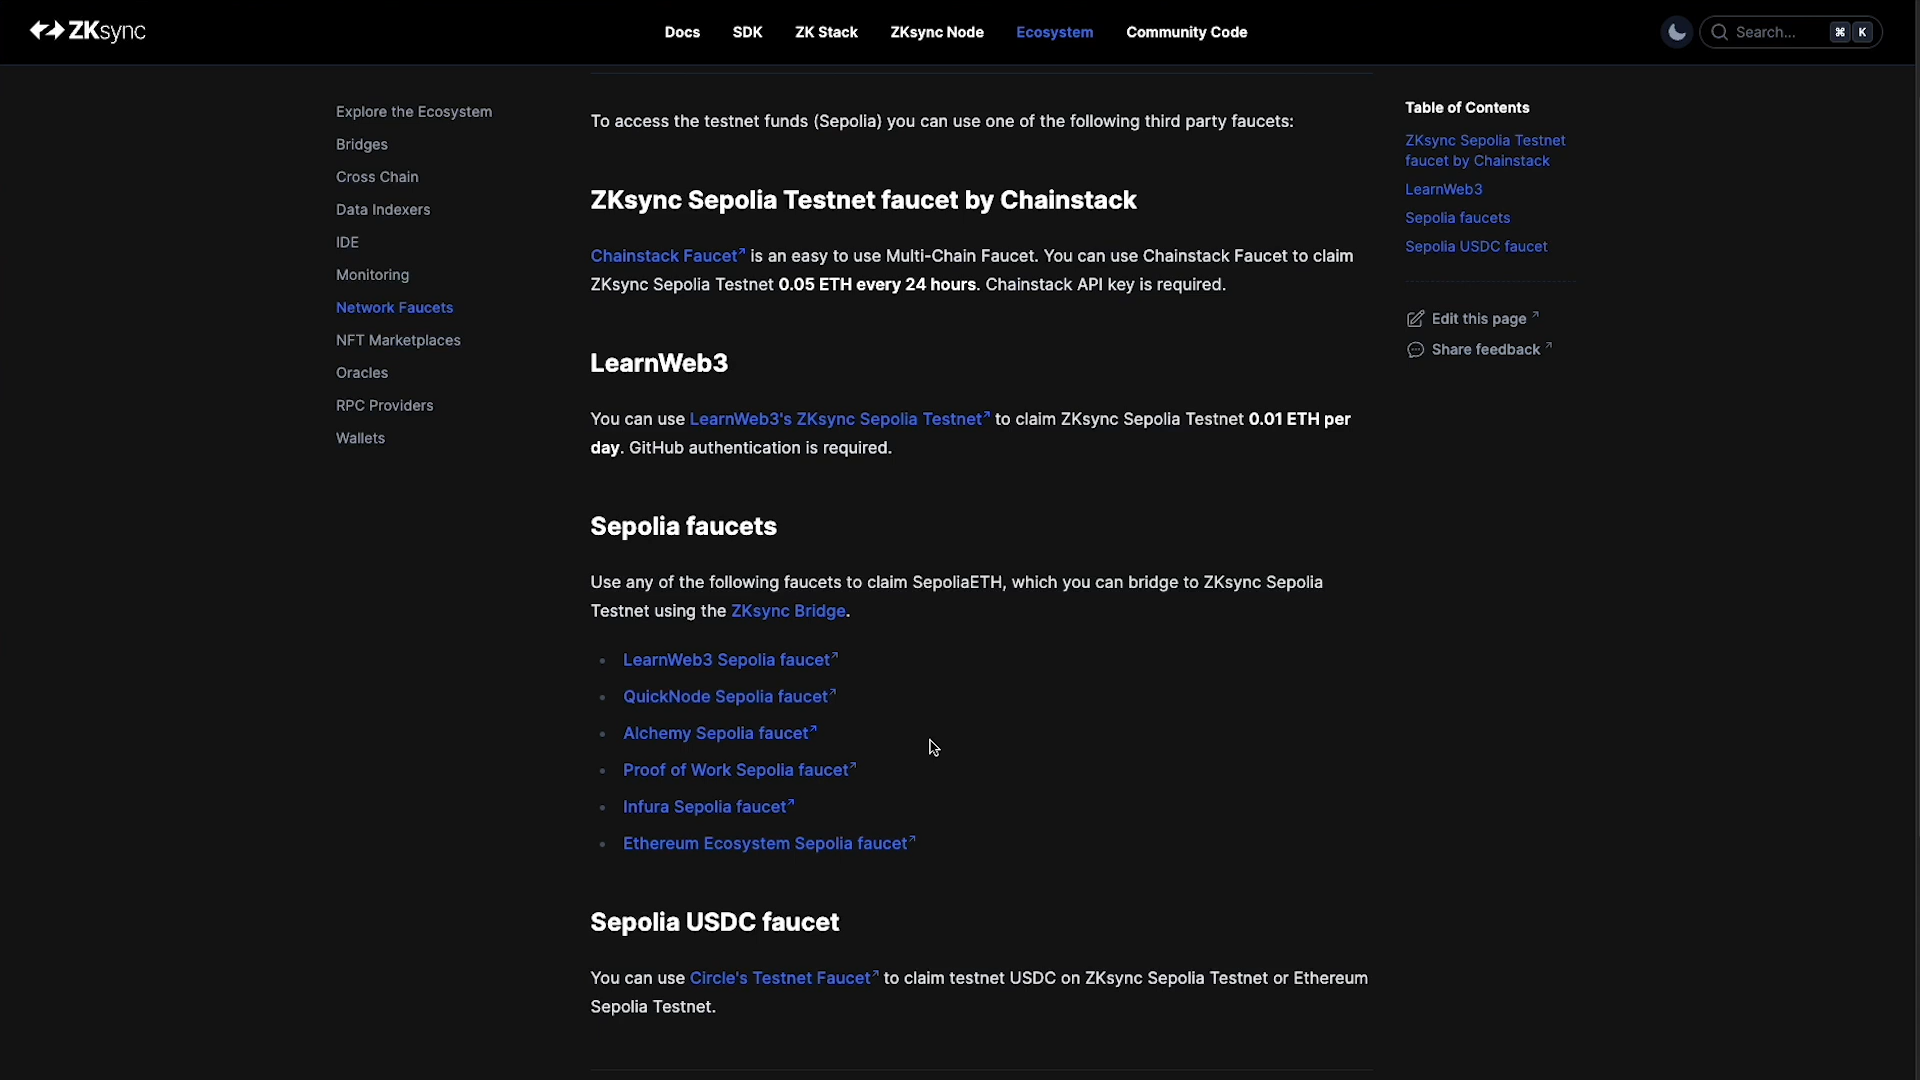 ZKsync
Docs SDK ZK Stack ZKsync Node Ecosystem Community Code
Search... ⌘ K
Explore the Ecosystem
Bridges
Cross Chain
Data Indexers
IDE
Monitoring
Network Faucets
NFT Marketplaces
Oracles
RPC Providers
Wallets
To access the testnet funds (Sepolia) you can use one of the following third party faucets:
ZKsync Sepolia Testnet faucet by Chainstack
Chainstack Faucet↗ is an easy to use Multi-Chain Faucet. You can use Chainstack Faucet to claim
ZKsync Sepolia Testnet 0.05 ETH every 24 hours. Chainstack API key is required.
LearnWeb3
You can use LearnWeb3's ZKsync Sepolia Testnet↗ to claim ZKsync Sepolia Testnet 0.01 ETH per
day. GitHub authentication is required.
Sepolia faucets
Use any of the following faucets to claim SepoliaETH, which you can bridge to ZKsync Sepolia
Testnet using the ZKsync Bridge.
• LearnWeb3 Sepolia faucet↗
• QuickNode Sepolia faucet↗
• Alchemy Sepolia faucet↗
• Proof of Work Sepolia faucet↗
• Infura Sepolia faucet↗
• Ethereum Ecosystem Sepolia faucet↗
Sepolia USDC faucet
You can use Circle's Testnet Faucet↗ to claim testnet USDC on ZKsync Sepolia Testnet or Ethereum
Sepolia Testnet.
Table of Contents
ZKsync Sepolia Testnet
faucet by Chainstack
LearnWeb3
Sepolia faucets
Sepolia USDC faucet
Edit this page ↗
Share feedback ↗